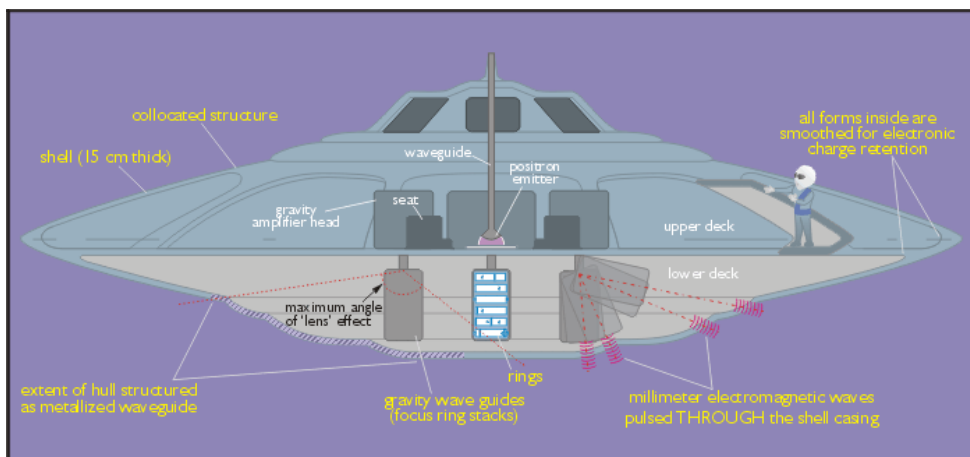 collocated structure
shell (15 cm thick)
all forms inside are
smoothed for electronic
charge retention
waveguide
positron
emitter
gravity
amplifier head
seat
upper deck
lower deck
maximum angle
of 'lens' effect
extent of hull structured
as metallized waveguide
rings
gravity wave guides
(focus ring stacks)
millimeter electromagnetic waves
pulsed THROUGH the shell casing